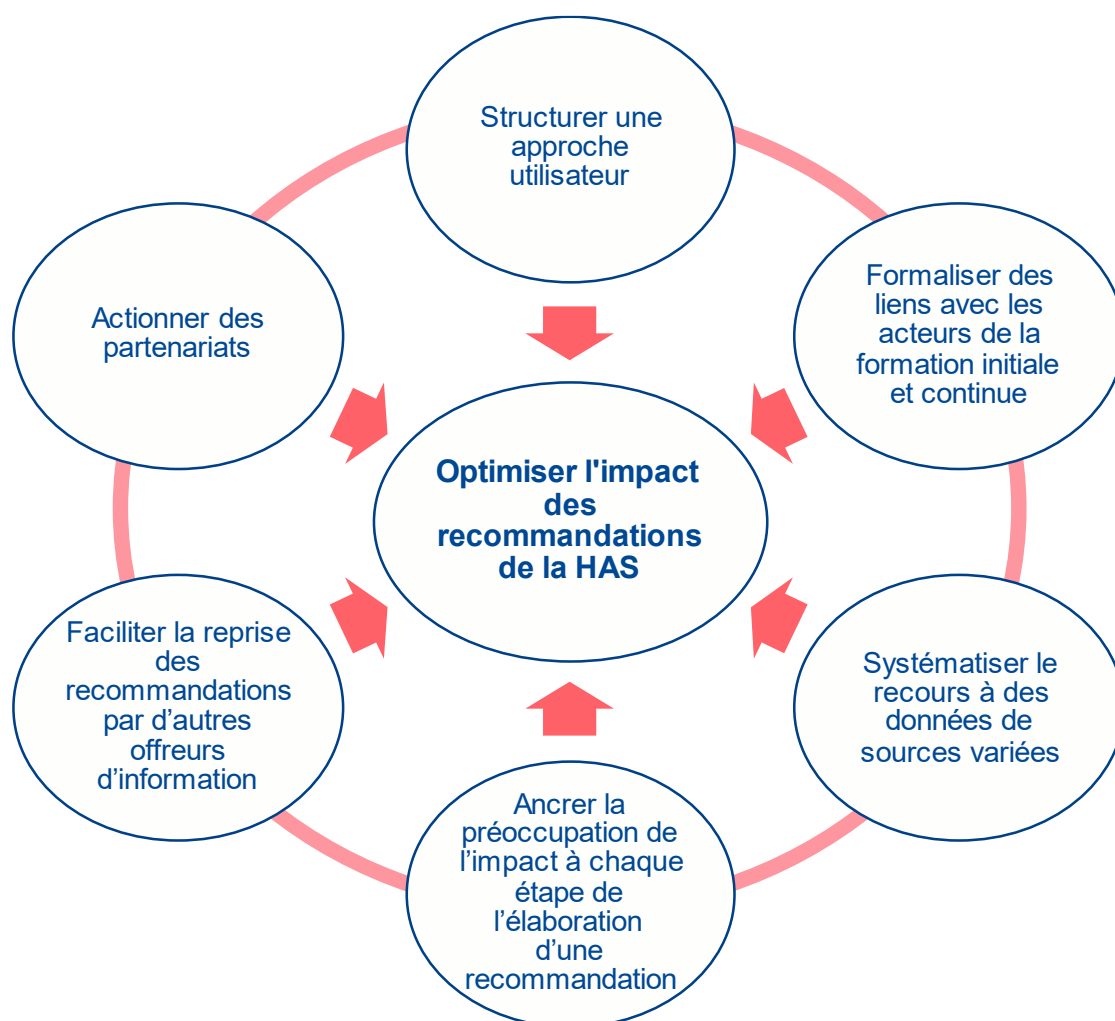 Structurer une
approche
utilisateur
Formaliser des
liens avec les
acteurs de la
formation initiale
et continue
Systématiser le
recours à des
données de
sources variées
Ancrer la
préoccupation de
l’impact à chaque
étape de
l’élaboration
d’une
recommandation
Faciliter la reprise
des
recommandations
par d’autres
offreurs
d’information
Actionner des
partenariats
Optimiser l'impact
des
recommandations
de la HAS